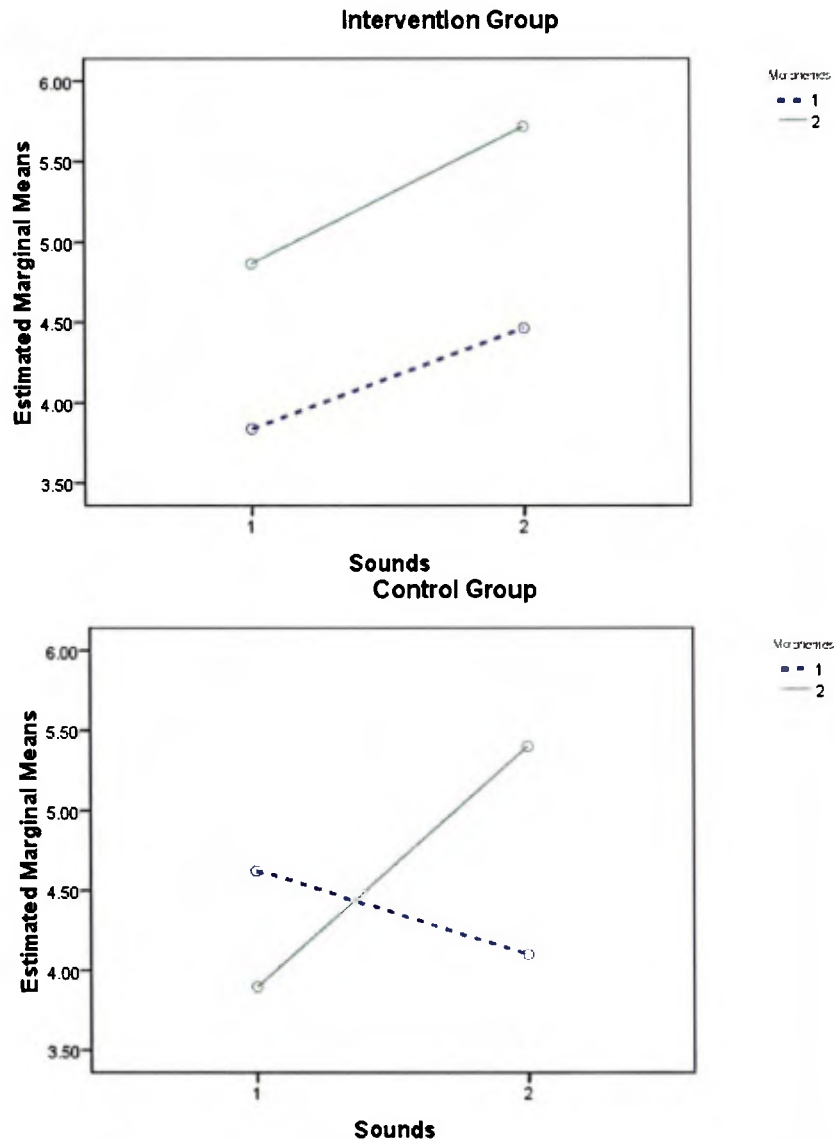 Intervention Group
Estimated Marginal Means
6.00
5.50
5.00
4.50
4.00
3.50
1
2
Sounds
Morphemes
1
2
Control Group
Estimated Marginal Means
6.00
5.50
5.00
4.50
4.00
3.50
1
2
Sounds
Morphemes
1
2